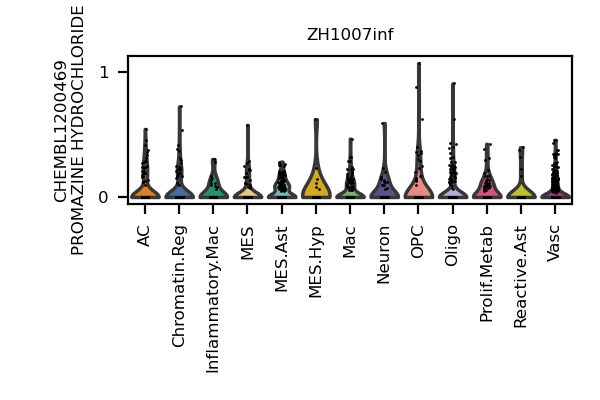 ZH1007inf
CHEMBL1200469
PROMAZINE HYDROCHLORIDE
1
0
AC
Chromatin.Reg
Inflammatory.Mac
MES
MES.Ast
MES.Hyp
Mac
Neuron
OPC
Oligo
Prolif.Metab
Reactive.Ast
Vasc